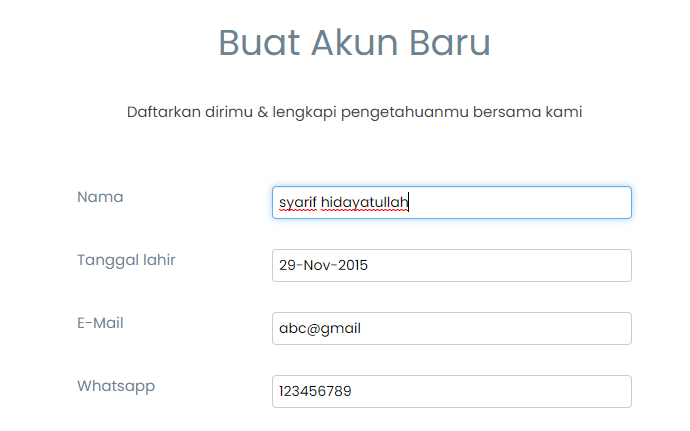 Buat Akun Baru
Daftarkan dirimu & lengkapi pengetahuanmu bersama kami
Nama
syarif hidayatullah
Tanggal lahir
29-Nov-2015
E-Mail
abc@gmail
Whatsapp
123456789